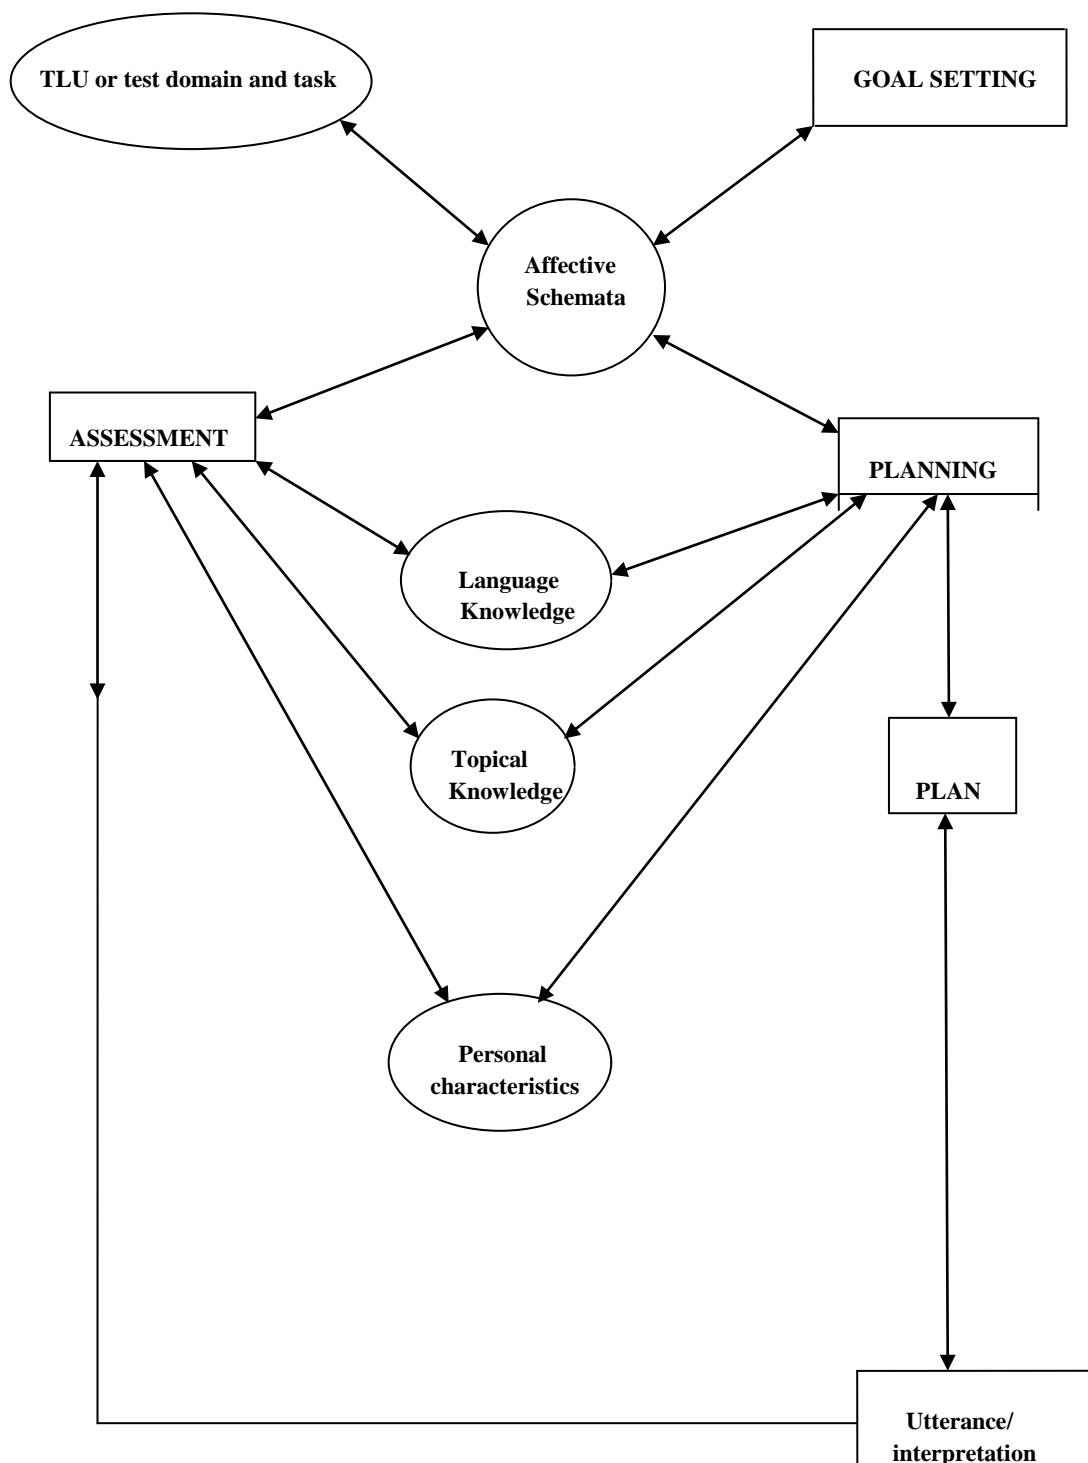 TLU or test domain and task
GOAL SETTING
Affective
Schemata
ASSESSMENT
PLANNING
Language
Knowledge
Topical
Knowledge
PLAN
Personal
characteristics
Utterance/
interpretation